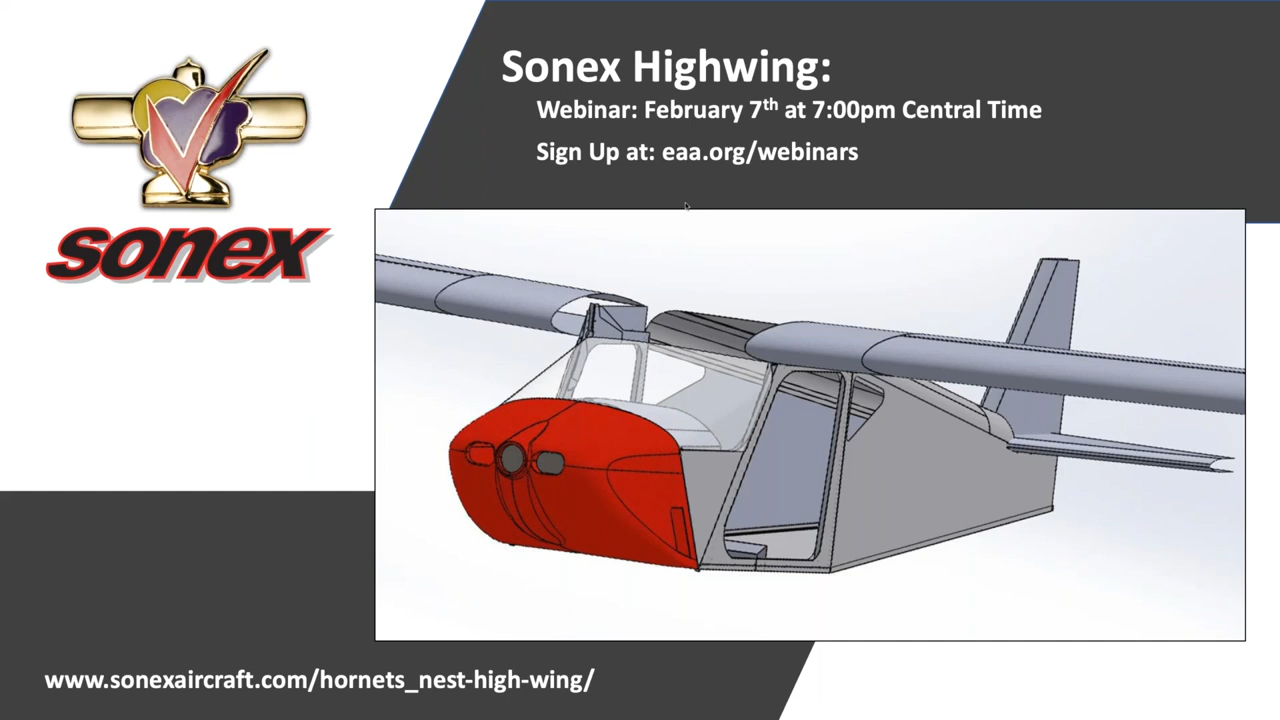 sonex
Sonex Highwing:
Webinar: February 7th at 7:00pm Central Time
Sign Up at: eaa.org/webinars
www.sonexaircraft.com/hornets_nest-high-wing/